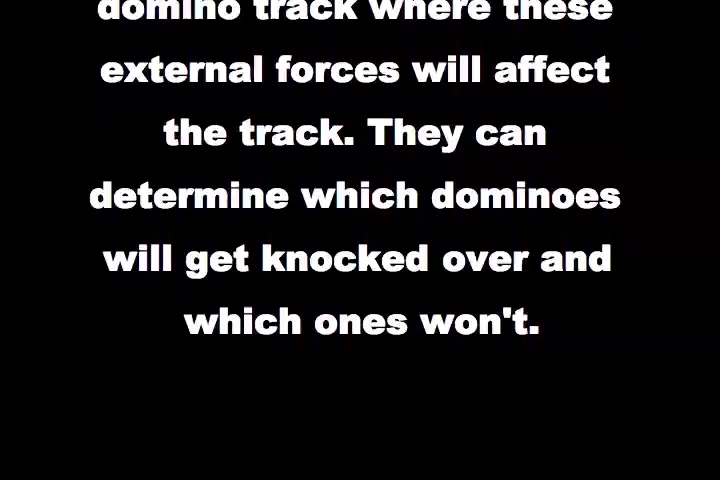 domino track where these
external forces will affect
the track. They can
determine which dominoes
will get knocked over and
which ones won't.